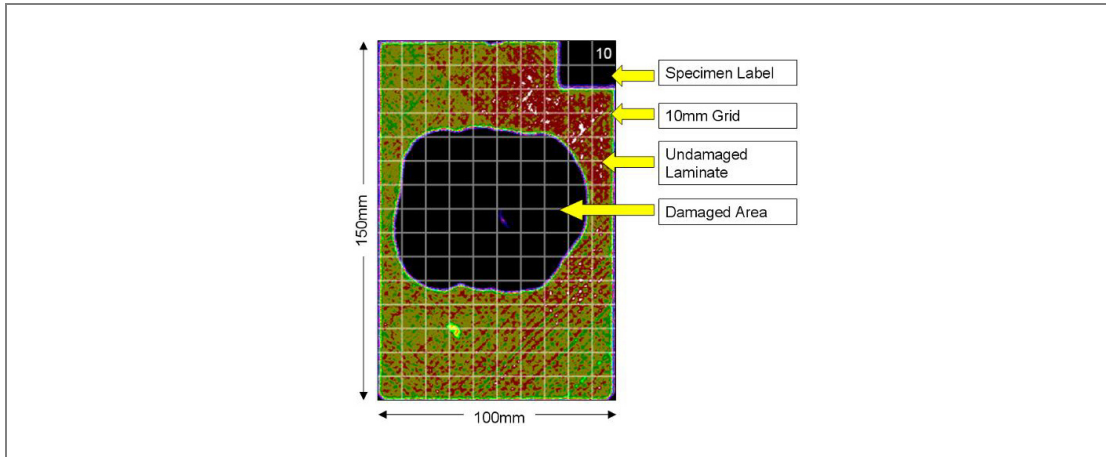 10
Specimen Label
10mm Grid
Undamaged
Laminate
Damaged Area
150mm
100mm